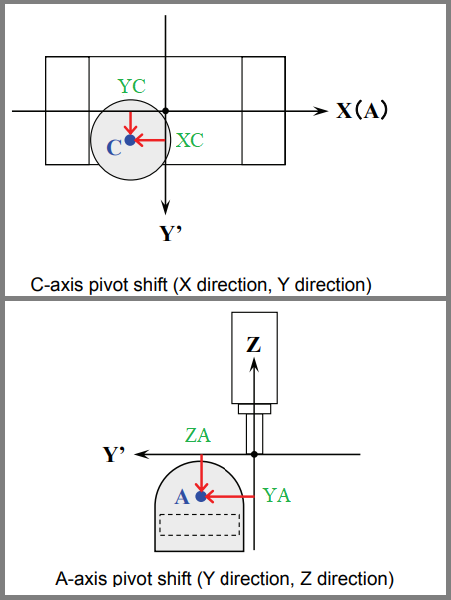 YC
X(A)
C
XC
Y’
C-axis pivot shift (X direction, Y direction)
Z
ZA
Y’
A
YA
A-axis pivot shift (Y direction, Z direction)